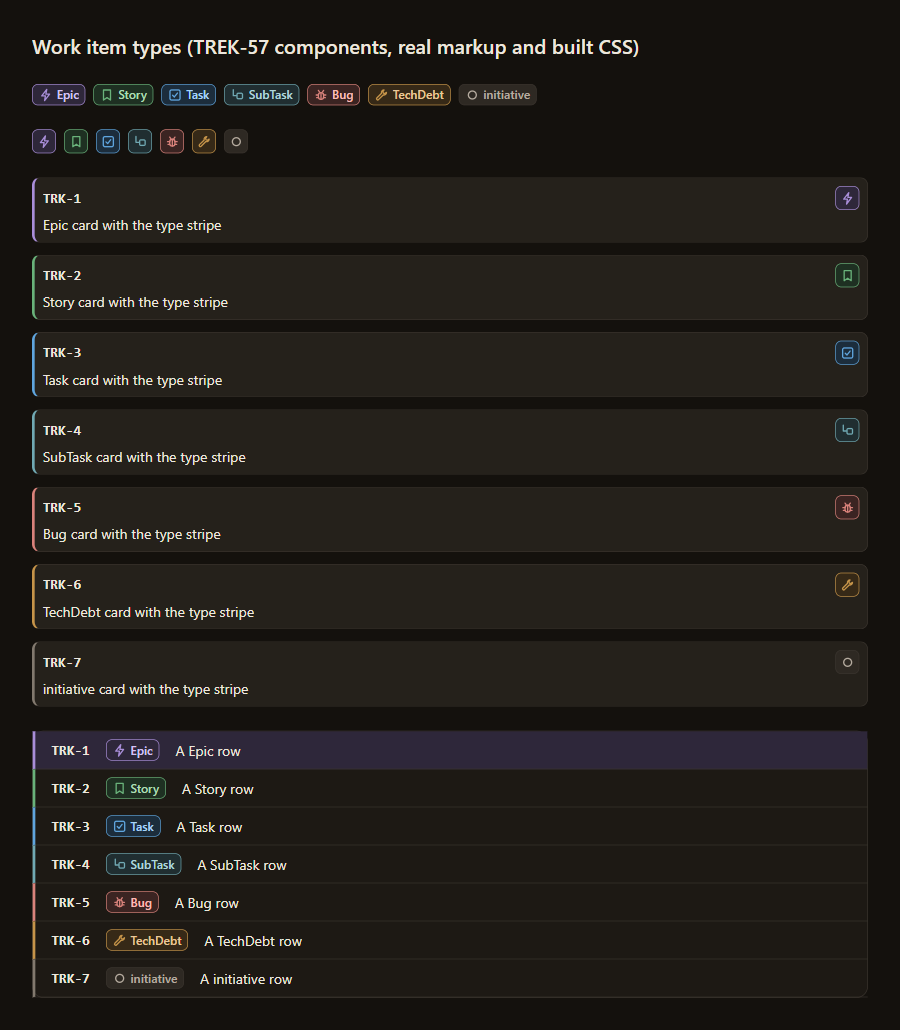 Work item types (TREK-57 components, real markup and built CSS)
Epic Story Task SubTask Bug TechDebt initiative
TRK-1
Epic card with the type stripe
TRK-2
Story card with the type stripe
TRK-3
Task card with the type stripe
TRK-4
SubTask card with the type stripe
TRK-5
Bug card with the type stripe
TRK-6
TechDebt card with the type stripe
TRK-7
initiative card with the type stripe
TRK-1 Epic A Epic row
TRK-2 Story A Story row
TRK-3 Task A Task row
TRK-4 SubTask A SubTask row
TRK-5 Bug A Bug row
TRK-6 TechDebt A TechDebt row
TRK-7 initiative A initiative row